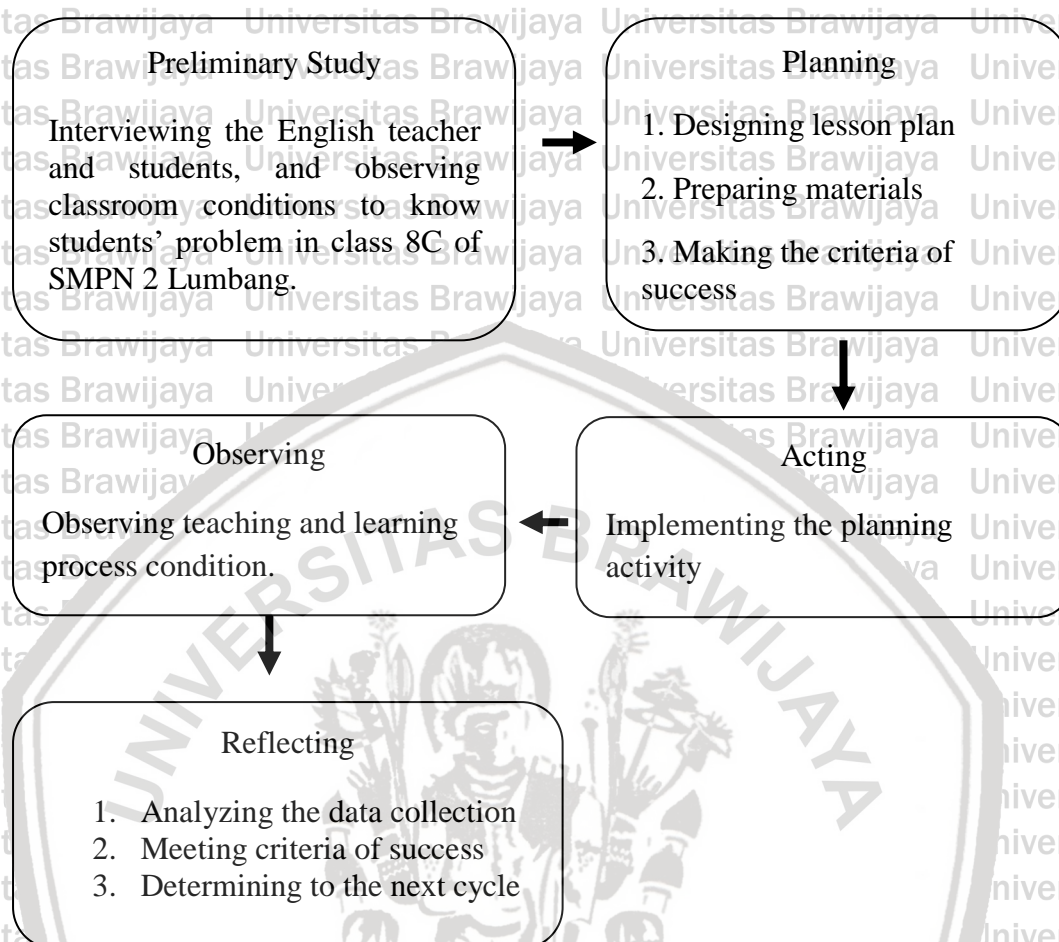 Preliminary Study
Interviewing the English teacher
and students, and observing
classroom conditions to know
students' problem in class 8C of
SMPN 2 Lumbang.
Planning
1. Designing lesson plan
2. Preparing materials
3. Making the criteria of
success
Acting
Implementing the planning
activity
Observing
Observing teaching and learning
process condition.
Reflecting
1. Analyzing the data collection
2. Meeting criteria of success
3. Determining to the next cycle
UNIVERSITAS BRAWIJAYA